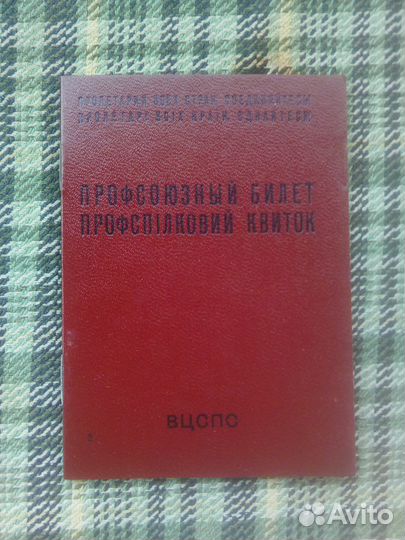 ПРОЛЕТАРИИ ВСЕХ СТРАН, СОЕДИНЯЙТЕСЬ!
ПРОЛЕТАРІ ВСІХ КРАЇН, ЄДНАЙТЕСЯ!
ПРОФСОЮЗНЫЙ БИЛЕТ
ПРОФСПІЛКОВИЙ КВИТОК
ВЦСПС
Avito